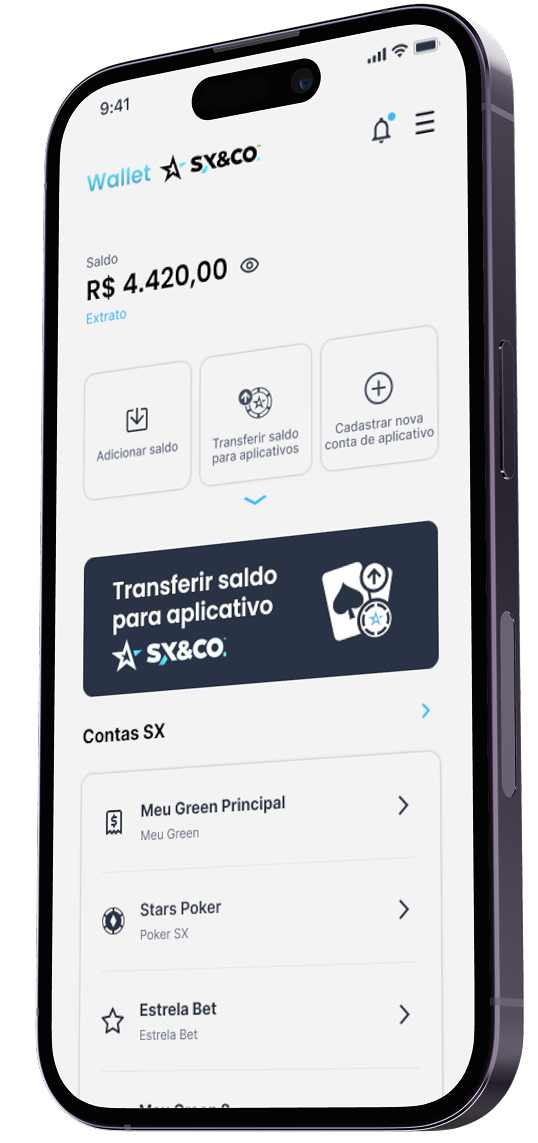 9:41
Wallet SX&CO.
Saldo
R$ 4.420,00
Extrato
Adicionar saldo
Transferir saldo
para aplicativos
Cadastrar nova
conta de aplicativo
Transferir saldo
para aplicativo
SX&CO.
Contas SX
Meu Green Principal
Meu Green
Stars Poker
Poker SX
Estrela Bet
Estrela Bet